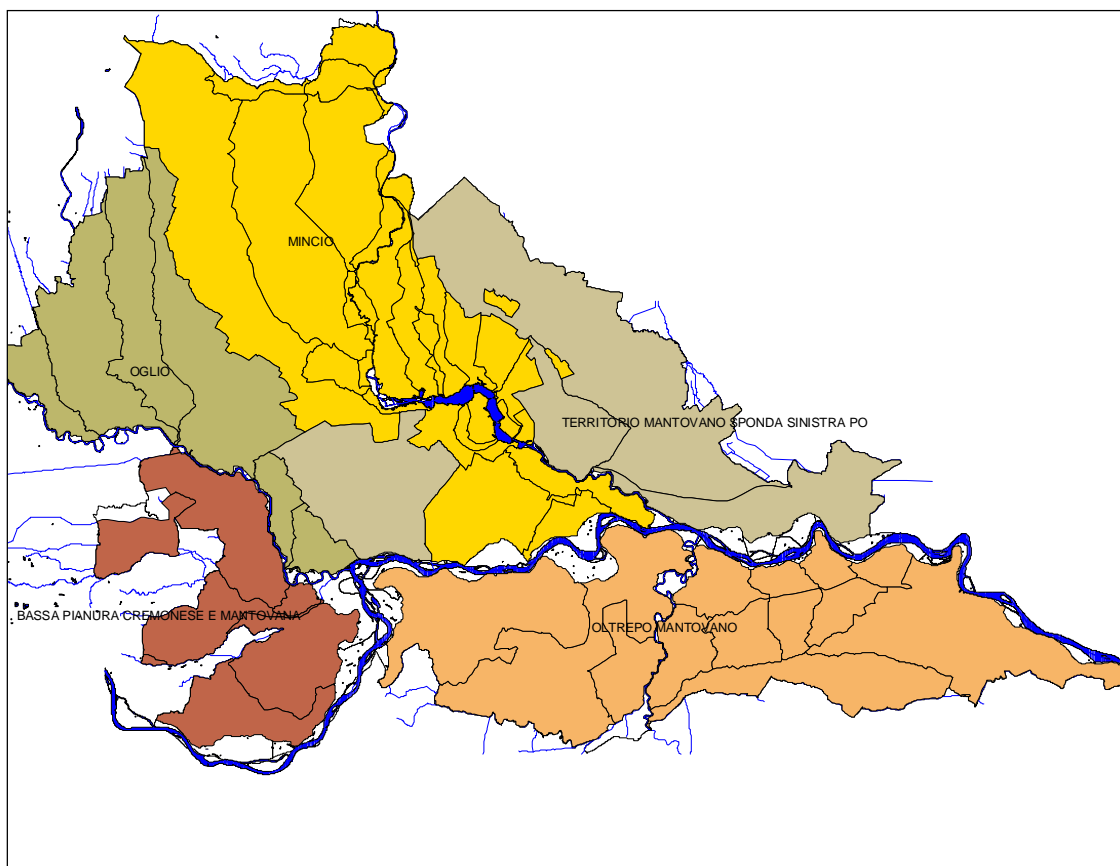 MINCIO
OGLIO
TERRITORIO MANTOVANO SPONDA SINISTRA PO
BASSA PIANURA CREMONESE E MANTOVANA
OLTREPO MANTOVANO